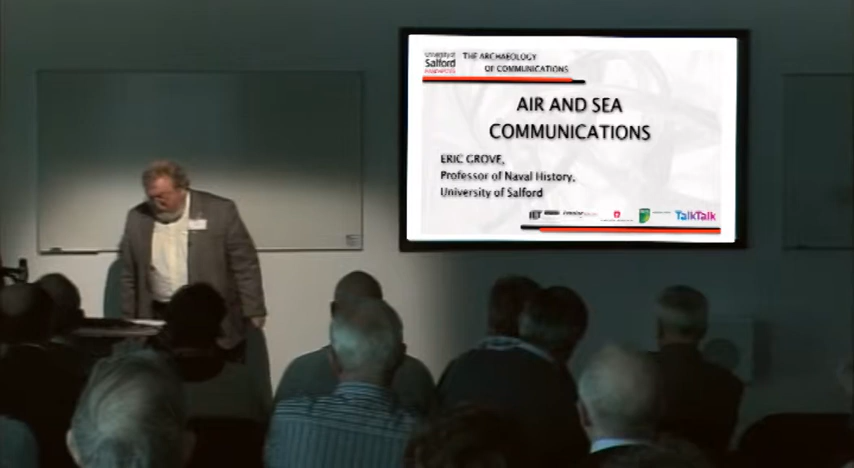 University of
Salford
MANCHESTER
THE ARCHAEOLOGY
OF COMMUNICATIONS
AIR AND SEA
COMMUNICATIONS
ERIC GROVE,
Professor of Naval History,
University of Salford
IET
TalkTalk